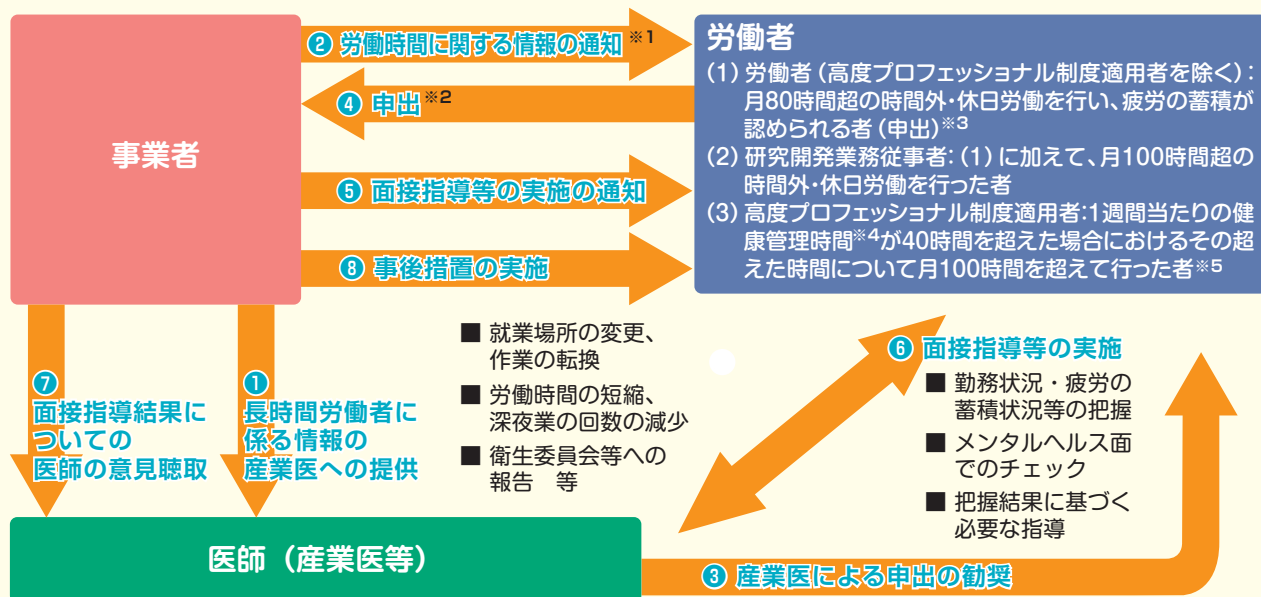 事業者
❷ 労働時間に関する情報の通知※1
❹ 申出※2
❺ 面接指導等の実施の通知
❽ 事後措置の実施
労働者
(1) 労働者(高度プロフェッショナル制度適用者を除く):
月80時間超の時間外・休日労働を行い、疲労の蓄積が
認められる者(申出)※3
(2) 研究開発業務従事者:(1)に加えて、月100時間超の
時間外・休日労働を行った者
(3) 高度プロフェッショナル制度適用者:1週間当たりの健
康管理時間※4が40時間を超えた場合におけるその超
えた時間について月100時間を超えて行った者※5
❼
面接指導結果に
ついての
医師の意見聴取
❶
長時間労働者に
係る情報の
産業医への提供
■ 就業場所の変更、
作業の転換
■ 労働時間の短縮、
深夜業の回数の減少
■ 衛生委員会等への
報告 等
❻ 面接指導等の実施
■ 勤務状況・疲労の
蓄積状況等の把握
■ メンタルヘルス面
でのチェック
■ 把握結果に基づく
必要な指導
医師(産業医等)
❸ 産業医による申出の勧奨